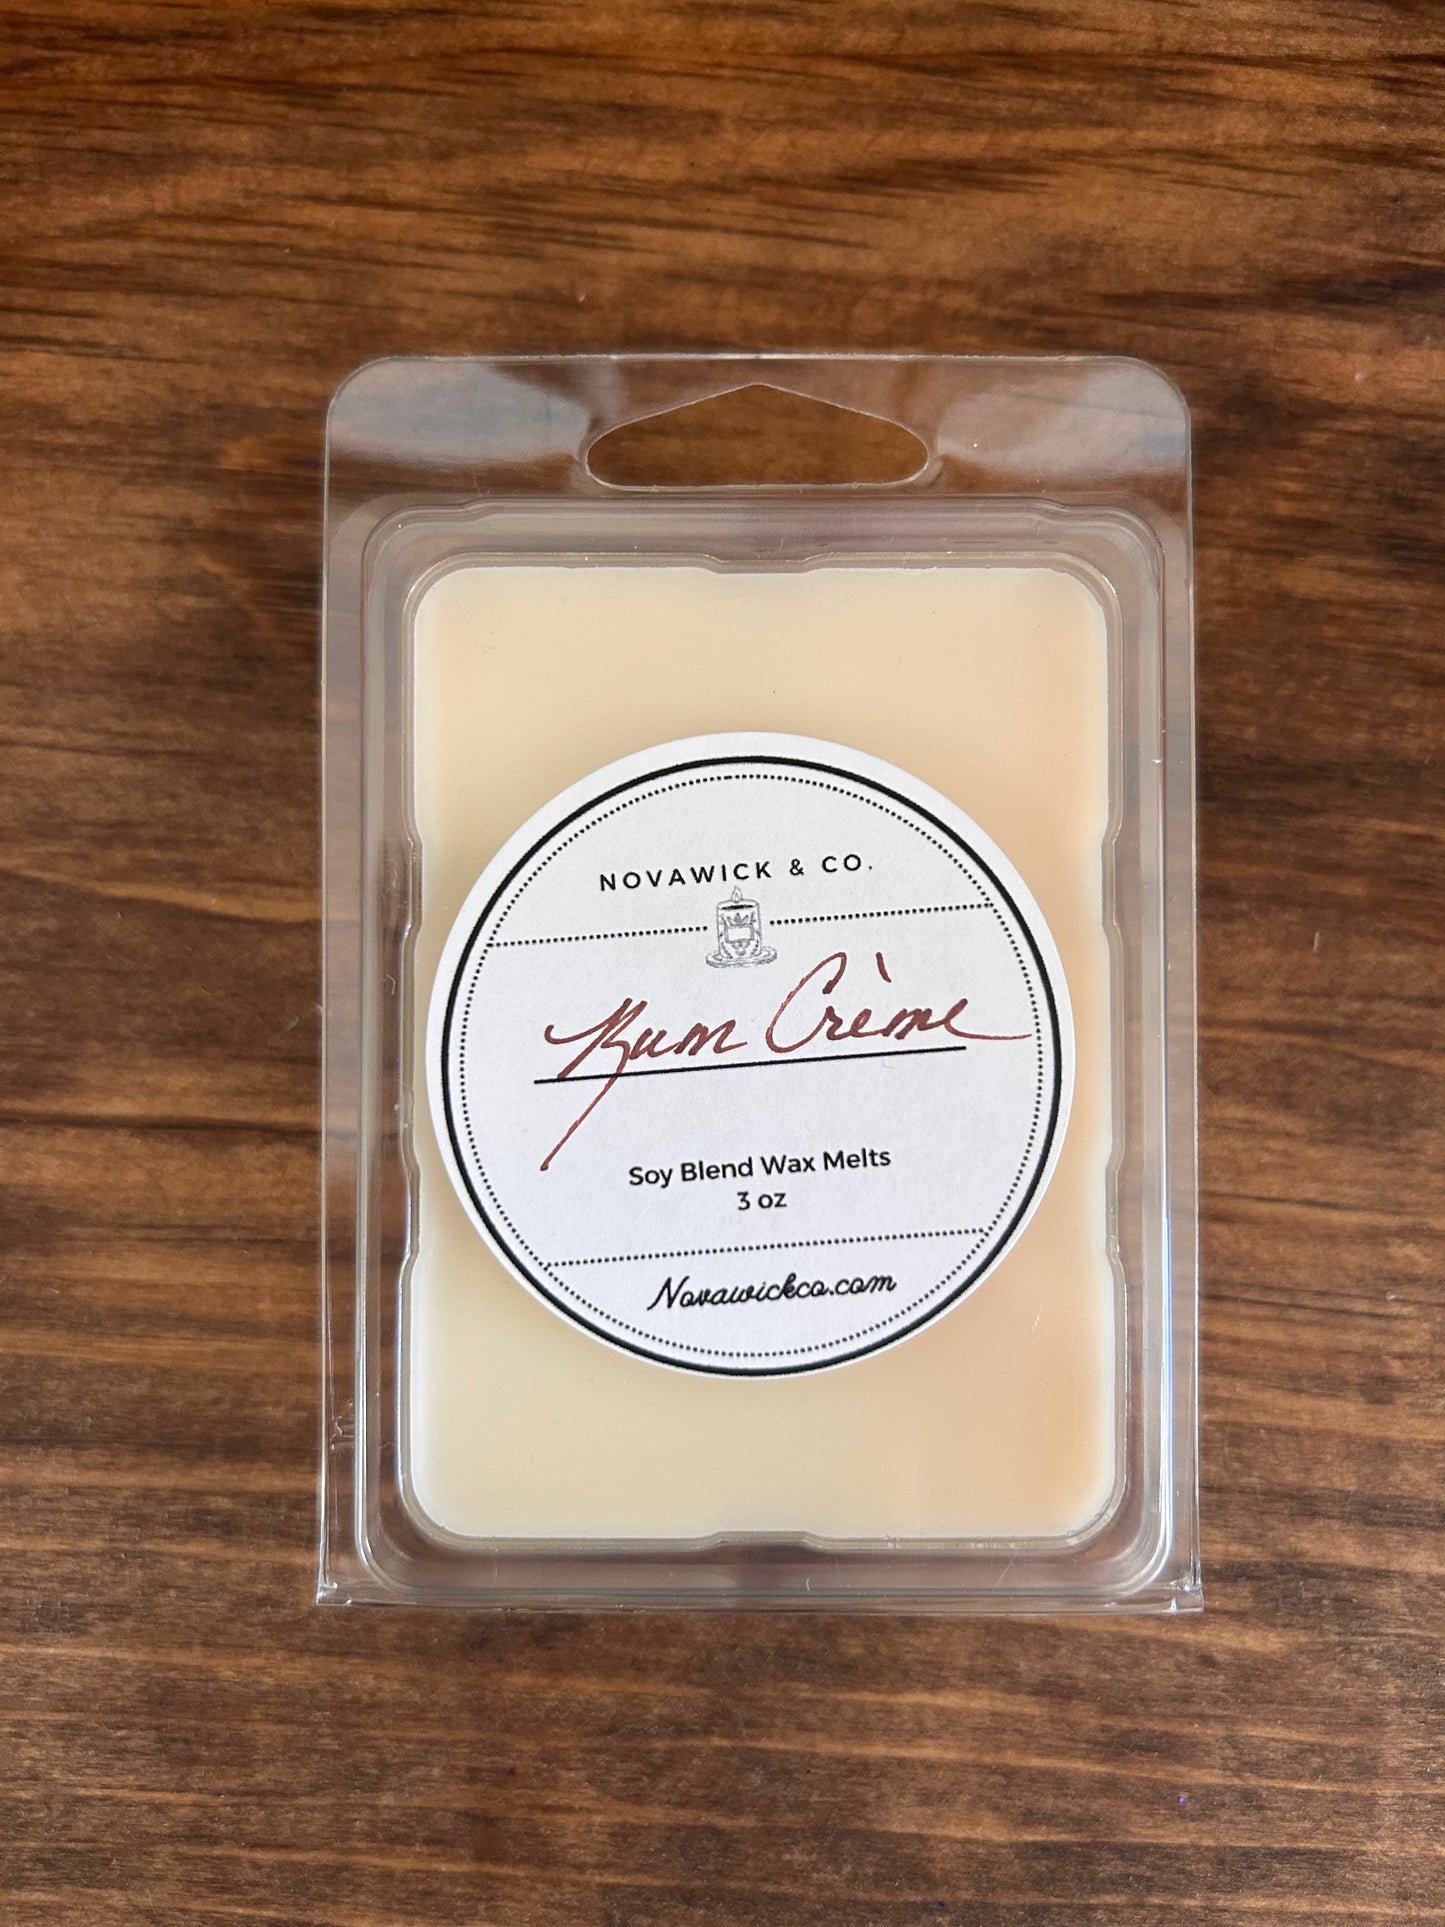 NOVAWICK & CO.
Rum Crème
Soy Blend Wax Melts
3 oz
Novawickco.com